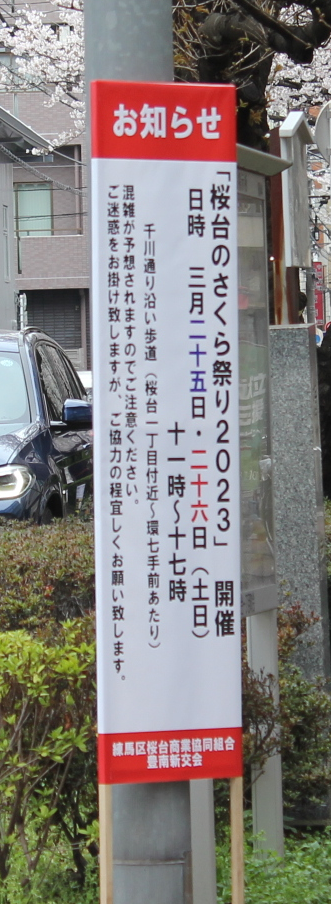 お知らせ
「桜台のさくら祭り2023」 開催
日時 三月二十五日・二十六日（土日）
十一時～十七時
千川通り沿い歩道（桜台一丁目付近～環七手前あたり）
混雑が予想されますのでご注意ください。
ご迷惑をお掛け致しますが、ご協力の程宜しくお願い致します。
練馬区桜台商業協同組合
豊南新交会